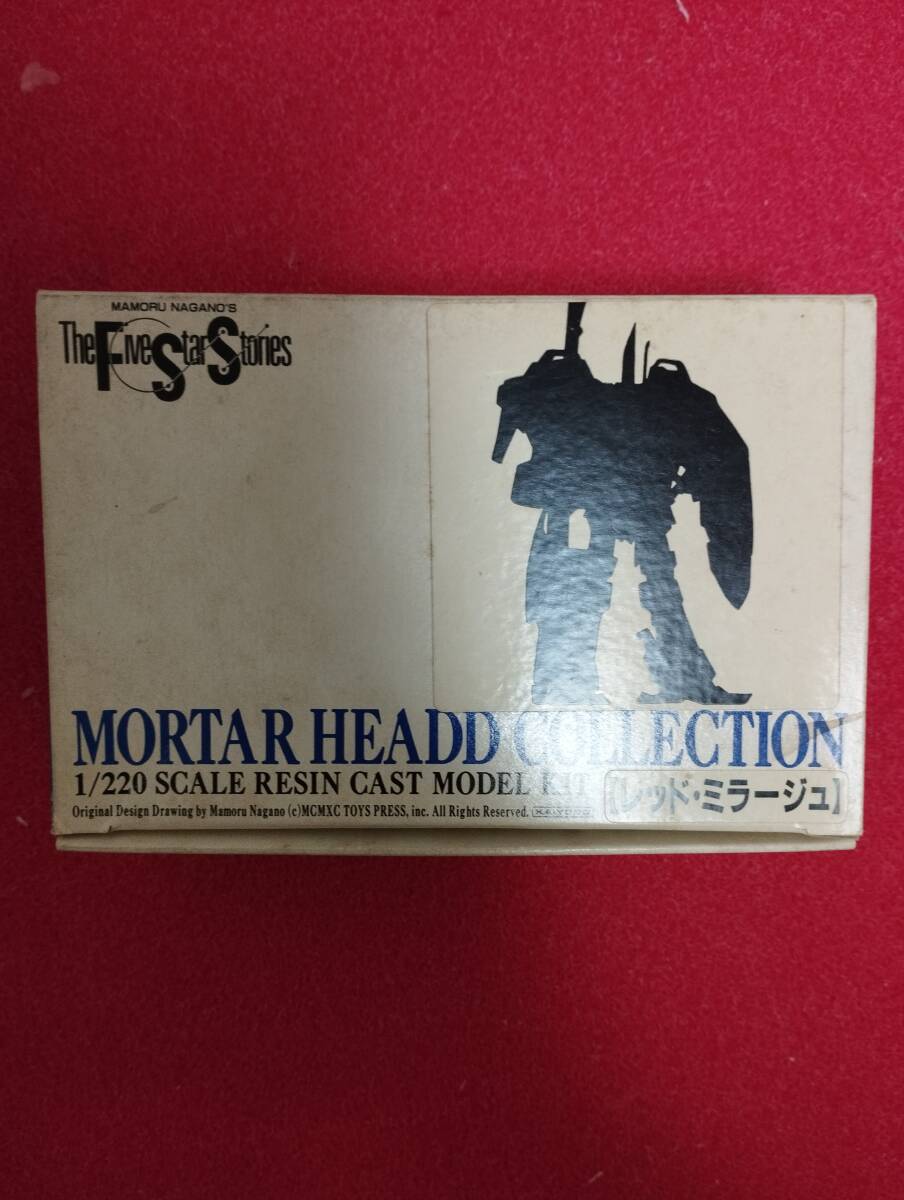 MAMORU NAGANO'S
The Five Star Stories
MORTAR HEADD COLLECTION
1/220 SCALE RESIN CAST MODEL KIT
【レッド・ミラージュ】
Original Design Drawing by Mamoru Nagano (c)MCMXC TOYS PRESS, inc. All Rights Reserved. KAIYODO